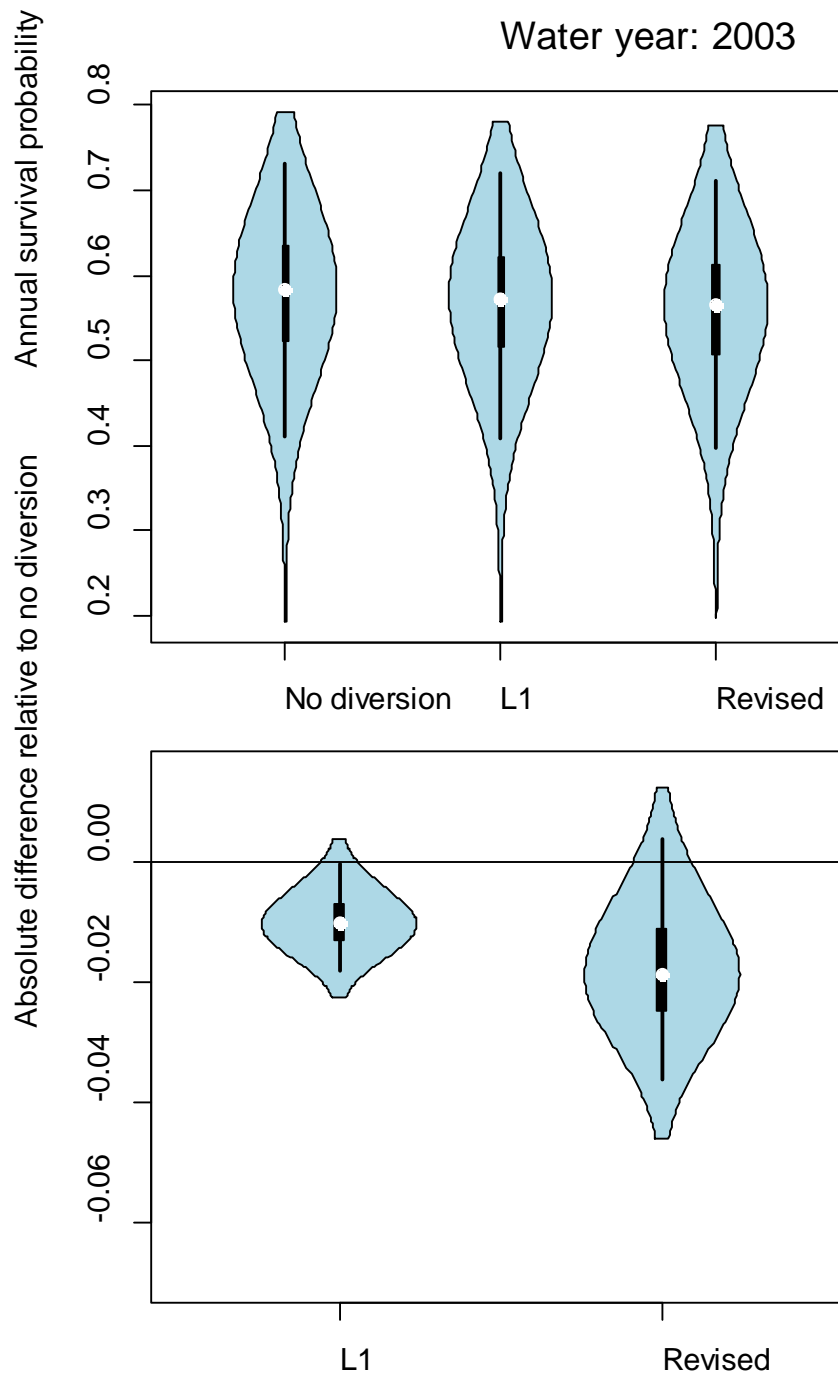 Water year: 2003
Annual survival probability
0.8
0.7
0.6
0.5
0.4
0.3
0.2
No diversion L1 Revised
Absolute difference relative to no diversion
0.00
-0.02
-0.04
-0.06
L1 Revised